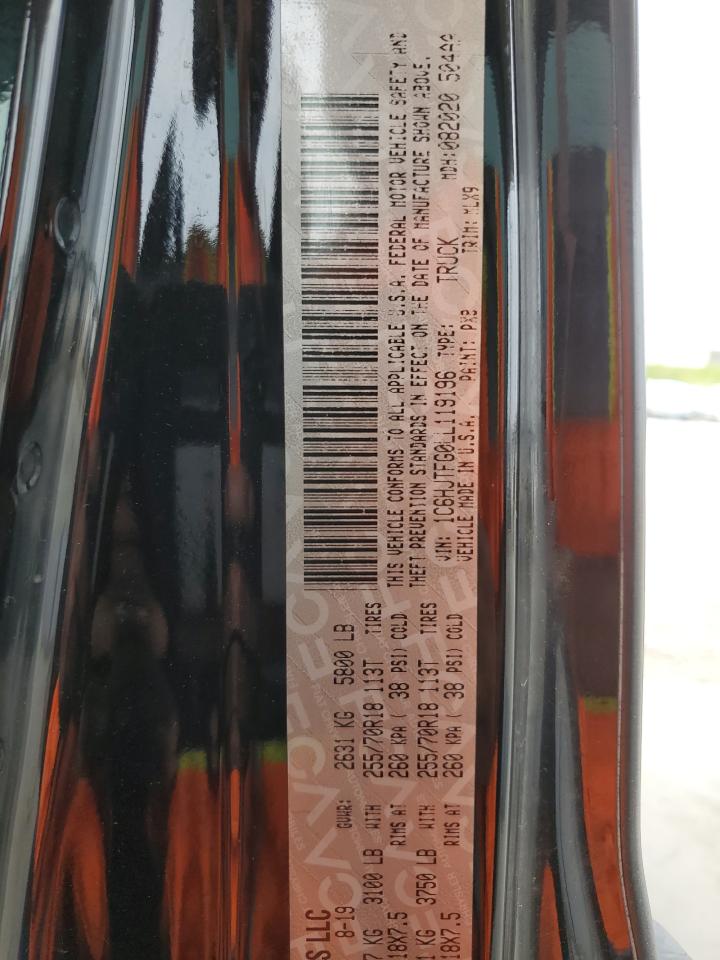 S LLC
8-19 GVWR: 2631 KG 5800 LB
7 KG 3100 LB WITH 255/70R18 113T TIRES
18X7.5 RIMS AT 260 KPA ( 38 PSI) COLD
1 KG 3750 LB WITH 255/70R18 113T TIRES
18X7.5 RIMS AT 260 KPA ( 38 PSI) COLD
THIS VEHICLE CONFORMS TO ALL APPLICABLE U.S.A. FEDERAL MOTOR VEHICLE SAFETY AND
THEFT PREVENTION STANDARDS IN EFFECT ON THE DATE OF MANUFACTURE SHOWN ABOVE.
VIN: 1C6HJTFG0LL119196 TYPE: TRUCK MDH:082020 504AA
VEHICLE MADE IN U.S.A. PAINT: PX8 TRIM: MLX9